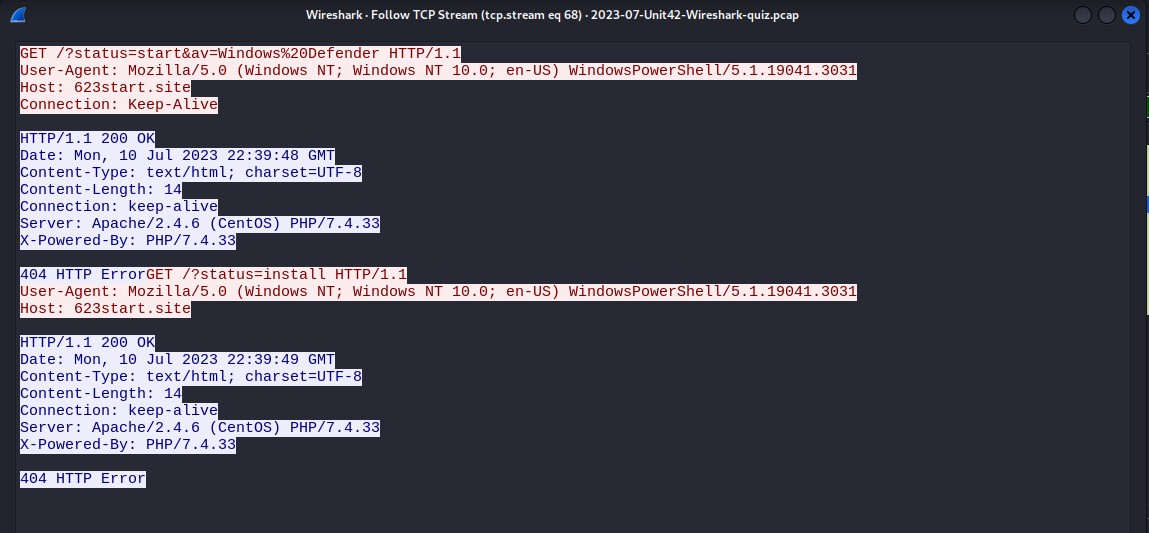 Wireshark · Follow TCP Stream (tcp.stream eq 68) · 2023-07-Unit42-Wireshark-quiz.pcap
GET /?status=start&av=Windows%20Defender HTTP/1.1
User-Agent: Mozilla/5.0 (Windows NT; Windows NT 10.0; en-US) WindowsPowerShell/5.1.19041.3031
Host: 623start.site
Connection: Keep-Alive
HTTP/1.1 200 OK
Date: Mon, 10 Jul 2023 22:39:48 GMT
Content-Type: text/html; charset=UTF-8
Content-Length: 14
Connection: keep-alive
Server: Apache/2.4.6 (CentOS) PHP/7.4.33
X-Powered-By: PHP/7.4.33
404 HTTP ErrorGET /?status=install HTTP/1.1
User-Agent: Mozilla/5.0 (Windows NT; Windows NT 10.0; en-US) WindowsPowerShell/5.1.19041.3031
Host: 623start.site
HTTP/1.1 200 OK
Date: Mon, 10 Jul 2023 22:39:49 GMT
Content-Type: text/html; charset=UTF-8
Content-Length: 14
Connection: keep-alive
Server: Apache/2.4.6 (CentOS) PHP/7.4.33
X-Powered-By: PHP/7.4.33
404 HTTP Error